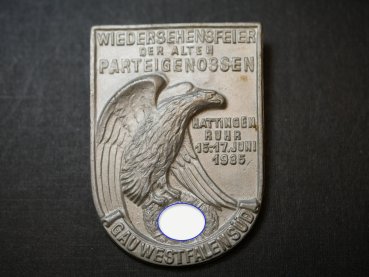 WIEDERSEHENSFEIER
DER ALTEN
PARTEIGENOSSEN
HATTINGEN
RUHR
15.-17. JUNI
1935.
GAU WESTFALEN SÜD.